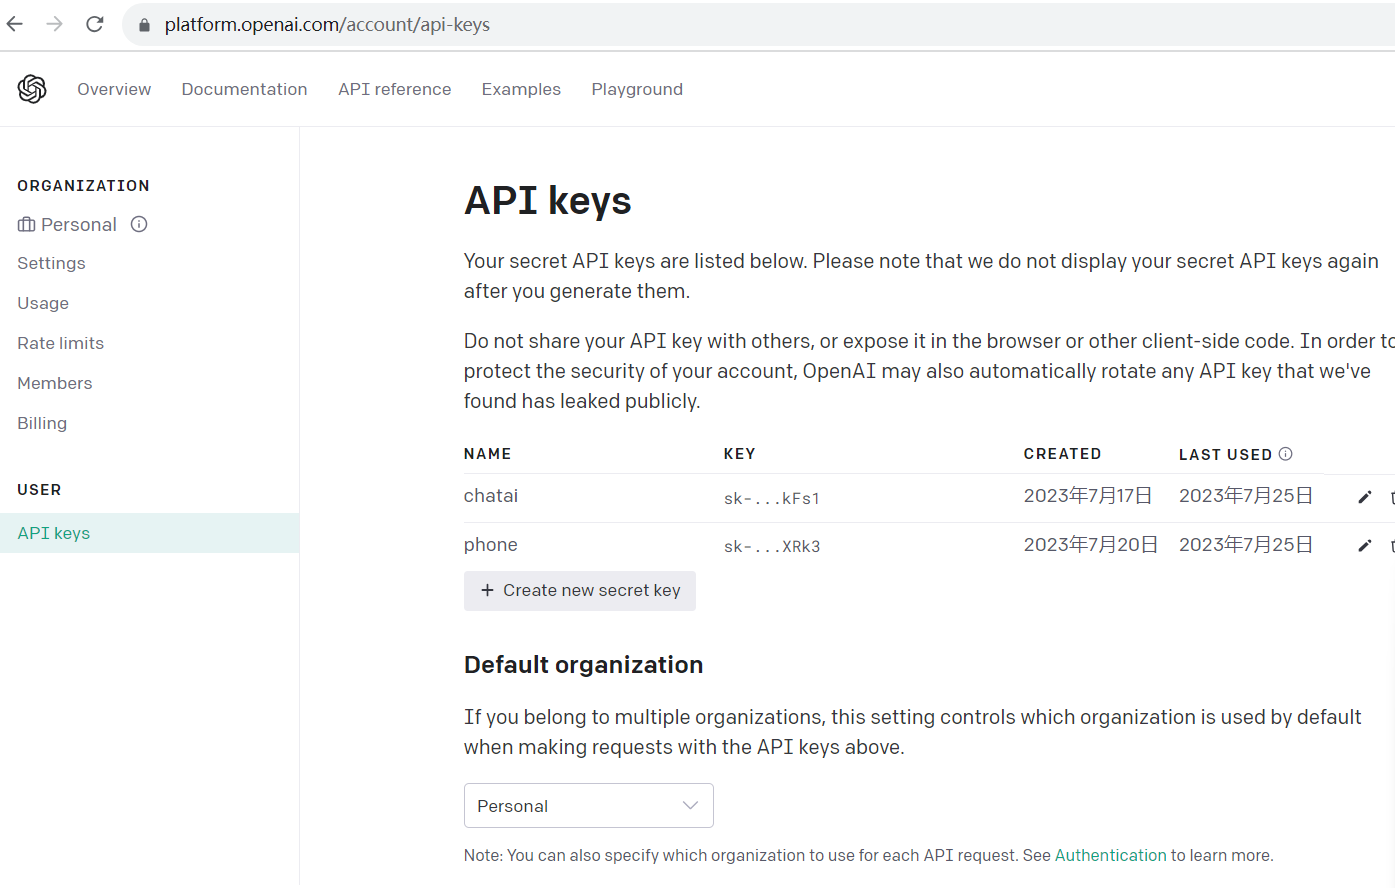 platform.openai.com/account/api-keys
Overview Documentation API reference Examples Playground
ORGANIZATION
Personal
Settings
Usage
Rate limits
Members
Billing
USER
API keys
API keys
Your secret API keys are listed below. Please note that we do not display your secret API keys again
after you generate them.
Do not share your API key with others, or expose it in the browser or other client-side code. In order to
protect the security of your account, OpenAI may also automatically rotate any API key that we've
found has leaked publicly.
NAME KEY CREATED LAST USED
chatai sk-...kFs1 2023年7月17日 2023年7月25日
phone sk-...XRk3 2023年7月20日 2023年7月25日
+ Create new secret key
Default organization
If you belong to multiple organizations, this setting controls which organization is used by default
when making requests with the API keys above.
Personal
Note: You can also specify which organization to use for each API request. See Authentication to learn more.